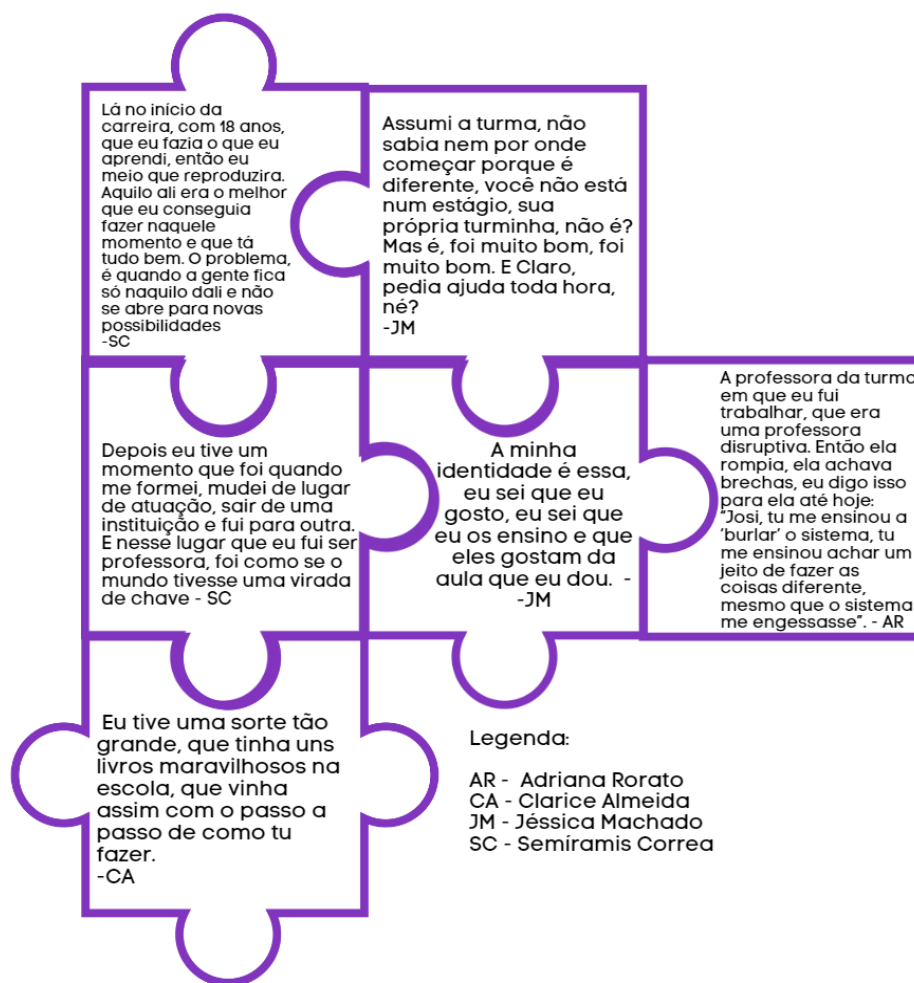 Lá no início da
carreira, com 18 anos,
que eu fazia o que eu
aprendi, então eu
meio que reproduzira.
Aquilo ali era o melhor
que eu conseguia
fazer naquele
momento e que tá
tudo bem. O problema,
é quando a gente fica
só naquilo dali e não
se abre para novas
possibilidades
-SC
Assumi a turma, não
sabia nem por onde
começar porque é
diferente, você não está
num estágio, sua
própria turminha, não é?
Mas é, foi muito bom, foi
muito bom. E Claro,
pedia ajuda toda hora,
né?
-JM
Depois eu tive um
momento que foi quando
me formei, mudei de lugar
de atuação, sair de uma
instituição e fui para outra.
E nesse lugar que eu fui ser
professora, foi como se o
mundo tivesse uma virada
de chave - SC
A minha
identidade é essa,
eu sei que eu
gosto, eu sei que
eu os ensino e que
eles gostam da
aula que eu dou. -
-JM
A professora da turma
em que eu fui
trabalhar, que era
uma professora
disruptiva. Então ela
rompia, ela achava
brechas, eu digo isso
para ela até hoje:
"Josi, tu me ensinou a
'burlar' o sistema, tu
me ensinou achar um
jeito de fazer as
coisas diferente,
mesmo que o sistema
me engessasse". - AR
Eu tive uma sorte tão
grande, que tinha uns
livros maravilhosos na
escola, que vinha
assim com o passo a
passo de como tu
fazer.
-CA
Legenda:
AR - Adriana Rorato
CA - Clarice Almeida
JM - Jéssica Machado
SC - Semíramis Correa